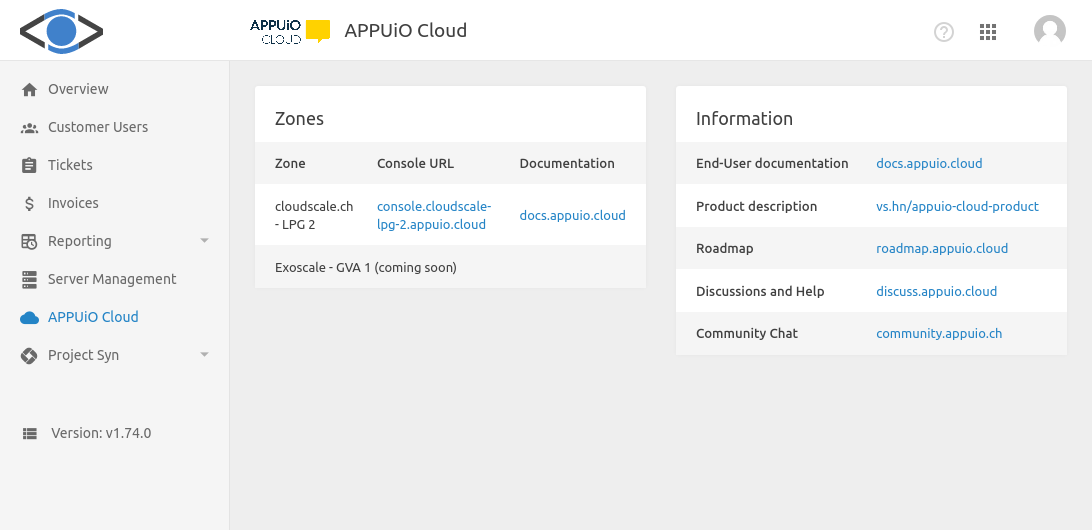 APPUiO
CLOUD
APPUiO Cloud
?
Overview
Customer Users
Tickets
Invoices
Reporting
Server Management
APPUiO Cloud
Project Syn
Version: v1.74.0
Zones
Zone Console URL Documentation
cloudscale.ch
- LPG 2
console.cloudscale-
lpg-2.appuio.cloud
docs.appuio.cloud
Exoscale - GVA 1 (coming soon)
Information
End-User documentation docs.appuio.cloud
Product description vs.hn/appuio-cloud-product
Roadmap roadmap.appuio.cloud
Discussions and Help discuss.appuio.cloud
Community Chat community.appuio.ch